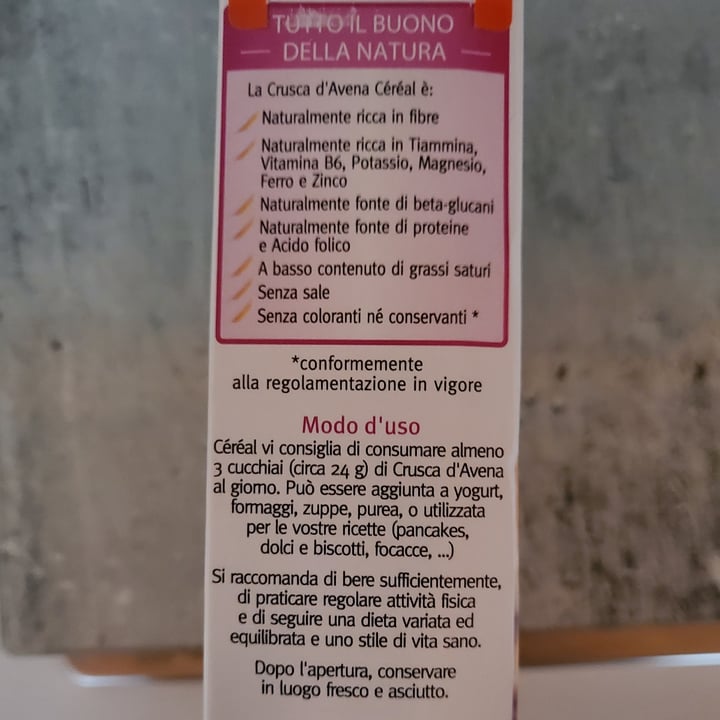 TUTTO IL BUONO
DELLA NATURA
La Crusca d'Avena Céréal è:
Naturalmente ricca in fibre
Naturalmente ricca in Tiammina,
Vitamina B6, Potassio, Magnesio,
Ferro e Zinco
Naturalmente fonte di beta-glucani
Naturalmente fonte di proteine
e Acido folico
A basso contenuto di grassi saturi
Senza sale
Senza coloranti né conservanti *
*conformemente
alla regolamentazione in vigore
Modo d'uso
Céréal vi consiglia di consumare almeno
3 cucchiai (circa 24 g) di Crusca d'Avena
al giorno. Può essere aggiunta a yogurt,
formaggi, zuppe, purea, o utilizzata
per le vostre ricette (pancakes,
dolci e biscotti, focacce, ...)
Si raccomanda di bere sufficientemente,
di praticare regolare attività fisica
e di seguire una dieta variata ed
equilibrata e uno stile di vita sano.
Dopo l'apertura, conservare
in luogo fresco e asciutto.